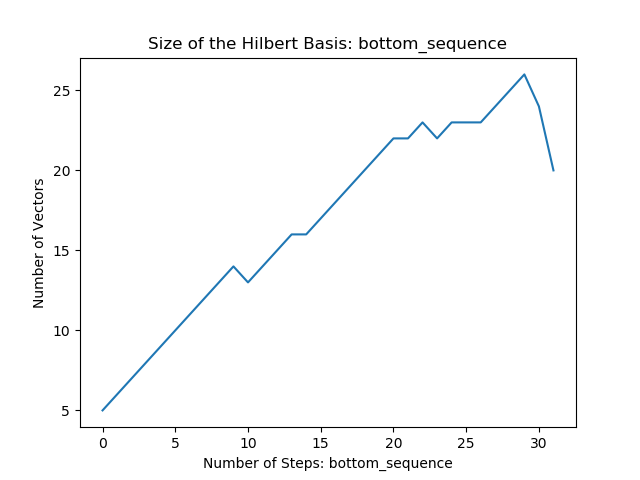 Size of the Hilbert Basis: bottom_sequence
Number of Vectors
25
20
15
10
5
0 5 10 15 20 25 30
Number of Steps: bottom_sequence